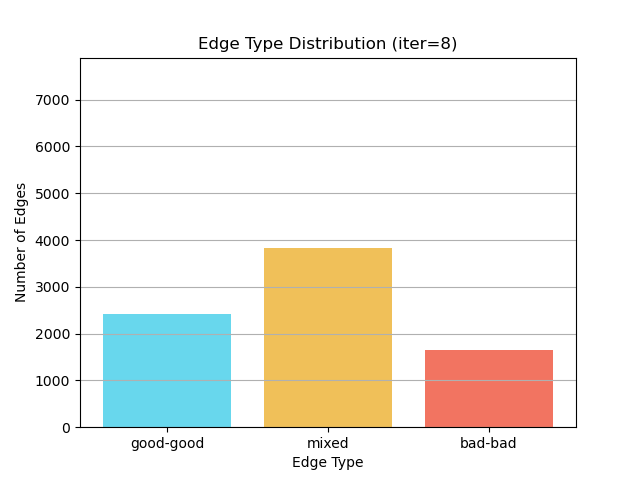 Edge Type Distribution (iter=8)
Number of Edges
7000
6000
5000
4000
3000
2000
1000
0
good-good
mixed
bad-bad
Edge Type